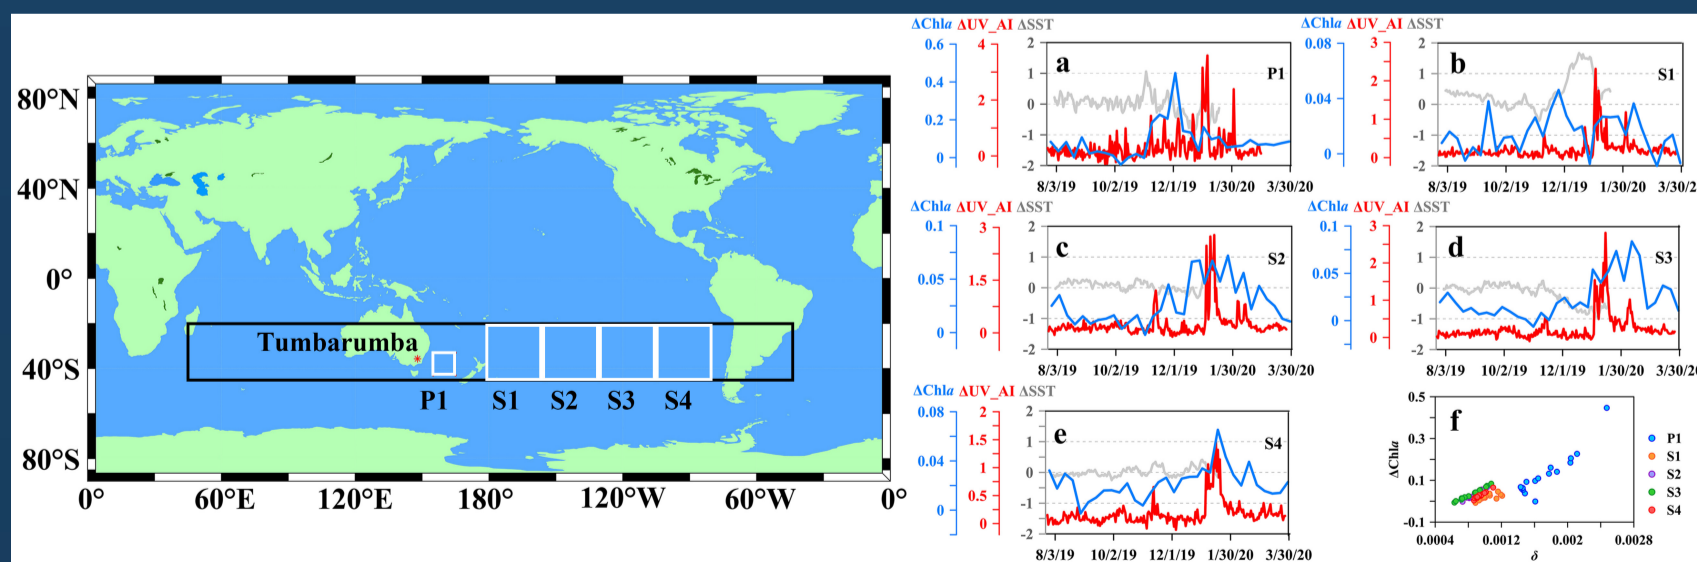 80°N
40°N
0°
40°S
80°S
0°
60°E
120°E
180°
120°W
60°W
0°
Tumbarumba
P1
S1
S2
S3
S4
ΔChla ΔUV_AI ΔSST
0.6
0.4
0.2
0
4
2
1
0
2
1
0
-1
-2
a
P1
8/3/19 10/2/19 12/1/19 1/30/20 3/30/20
ΔChla ΔUV_AI ΔSST
0.08
0.04
0
3
2
1
0
2
1
0
-1
-2
b
S1
8/3/19 10/2/19 12/1/19 1/30/20 3/30/20
ΔChla ΔUV_AI ΔSST
0.1
0.05
0
3
1.5
0
2
1
0
-1
-2
c
S2
8/3/19 10/2/19 12/1/19 1/30/20 3/30/20
ΔChla ΔUV_AI ΔSST
0.1
0.05
0
3
2
1
0
2
1
0
-1
-2
d
S3
8/3/19 10/2/19 12/1/19 1/30/20 3/30/20
ΔChla ΔUV_AI ΔSST
0.08
0.04
0
2
1.5
1
0.5
0
2
1
0
-1
-2
e
S4
8/3/19 10/2/19 12/1/19 1/30/20 3/30/20
f
ΔChla
0.5
0.3
0.1
-0.1
0.0004 0.0012 0.002 0.0028
δ
P1
S1
S2
S3
S4